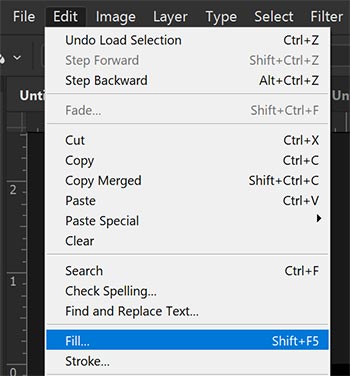 File Edit Image Layer Type Select Filter
Undo Load Selection Ctrl+Z
Step Forward Shift+Ctrl+Z
Step Backward Alt+Ctrl+Z
Fade... Shift+Ctrl+F
Cut Ctrl+X
Copy Ctrl+C
Copy Merged Shift+Ctrl+C
Paste Ctrl+V
Paste Special
Clear
Search Ctrl+F
Check Spelling...
Find and Replace Text...
Fill... Shift+F5
Stroke...
2
1
0